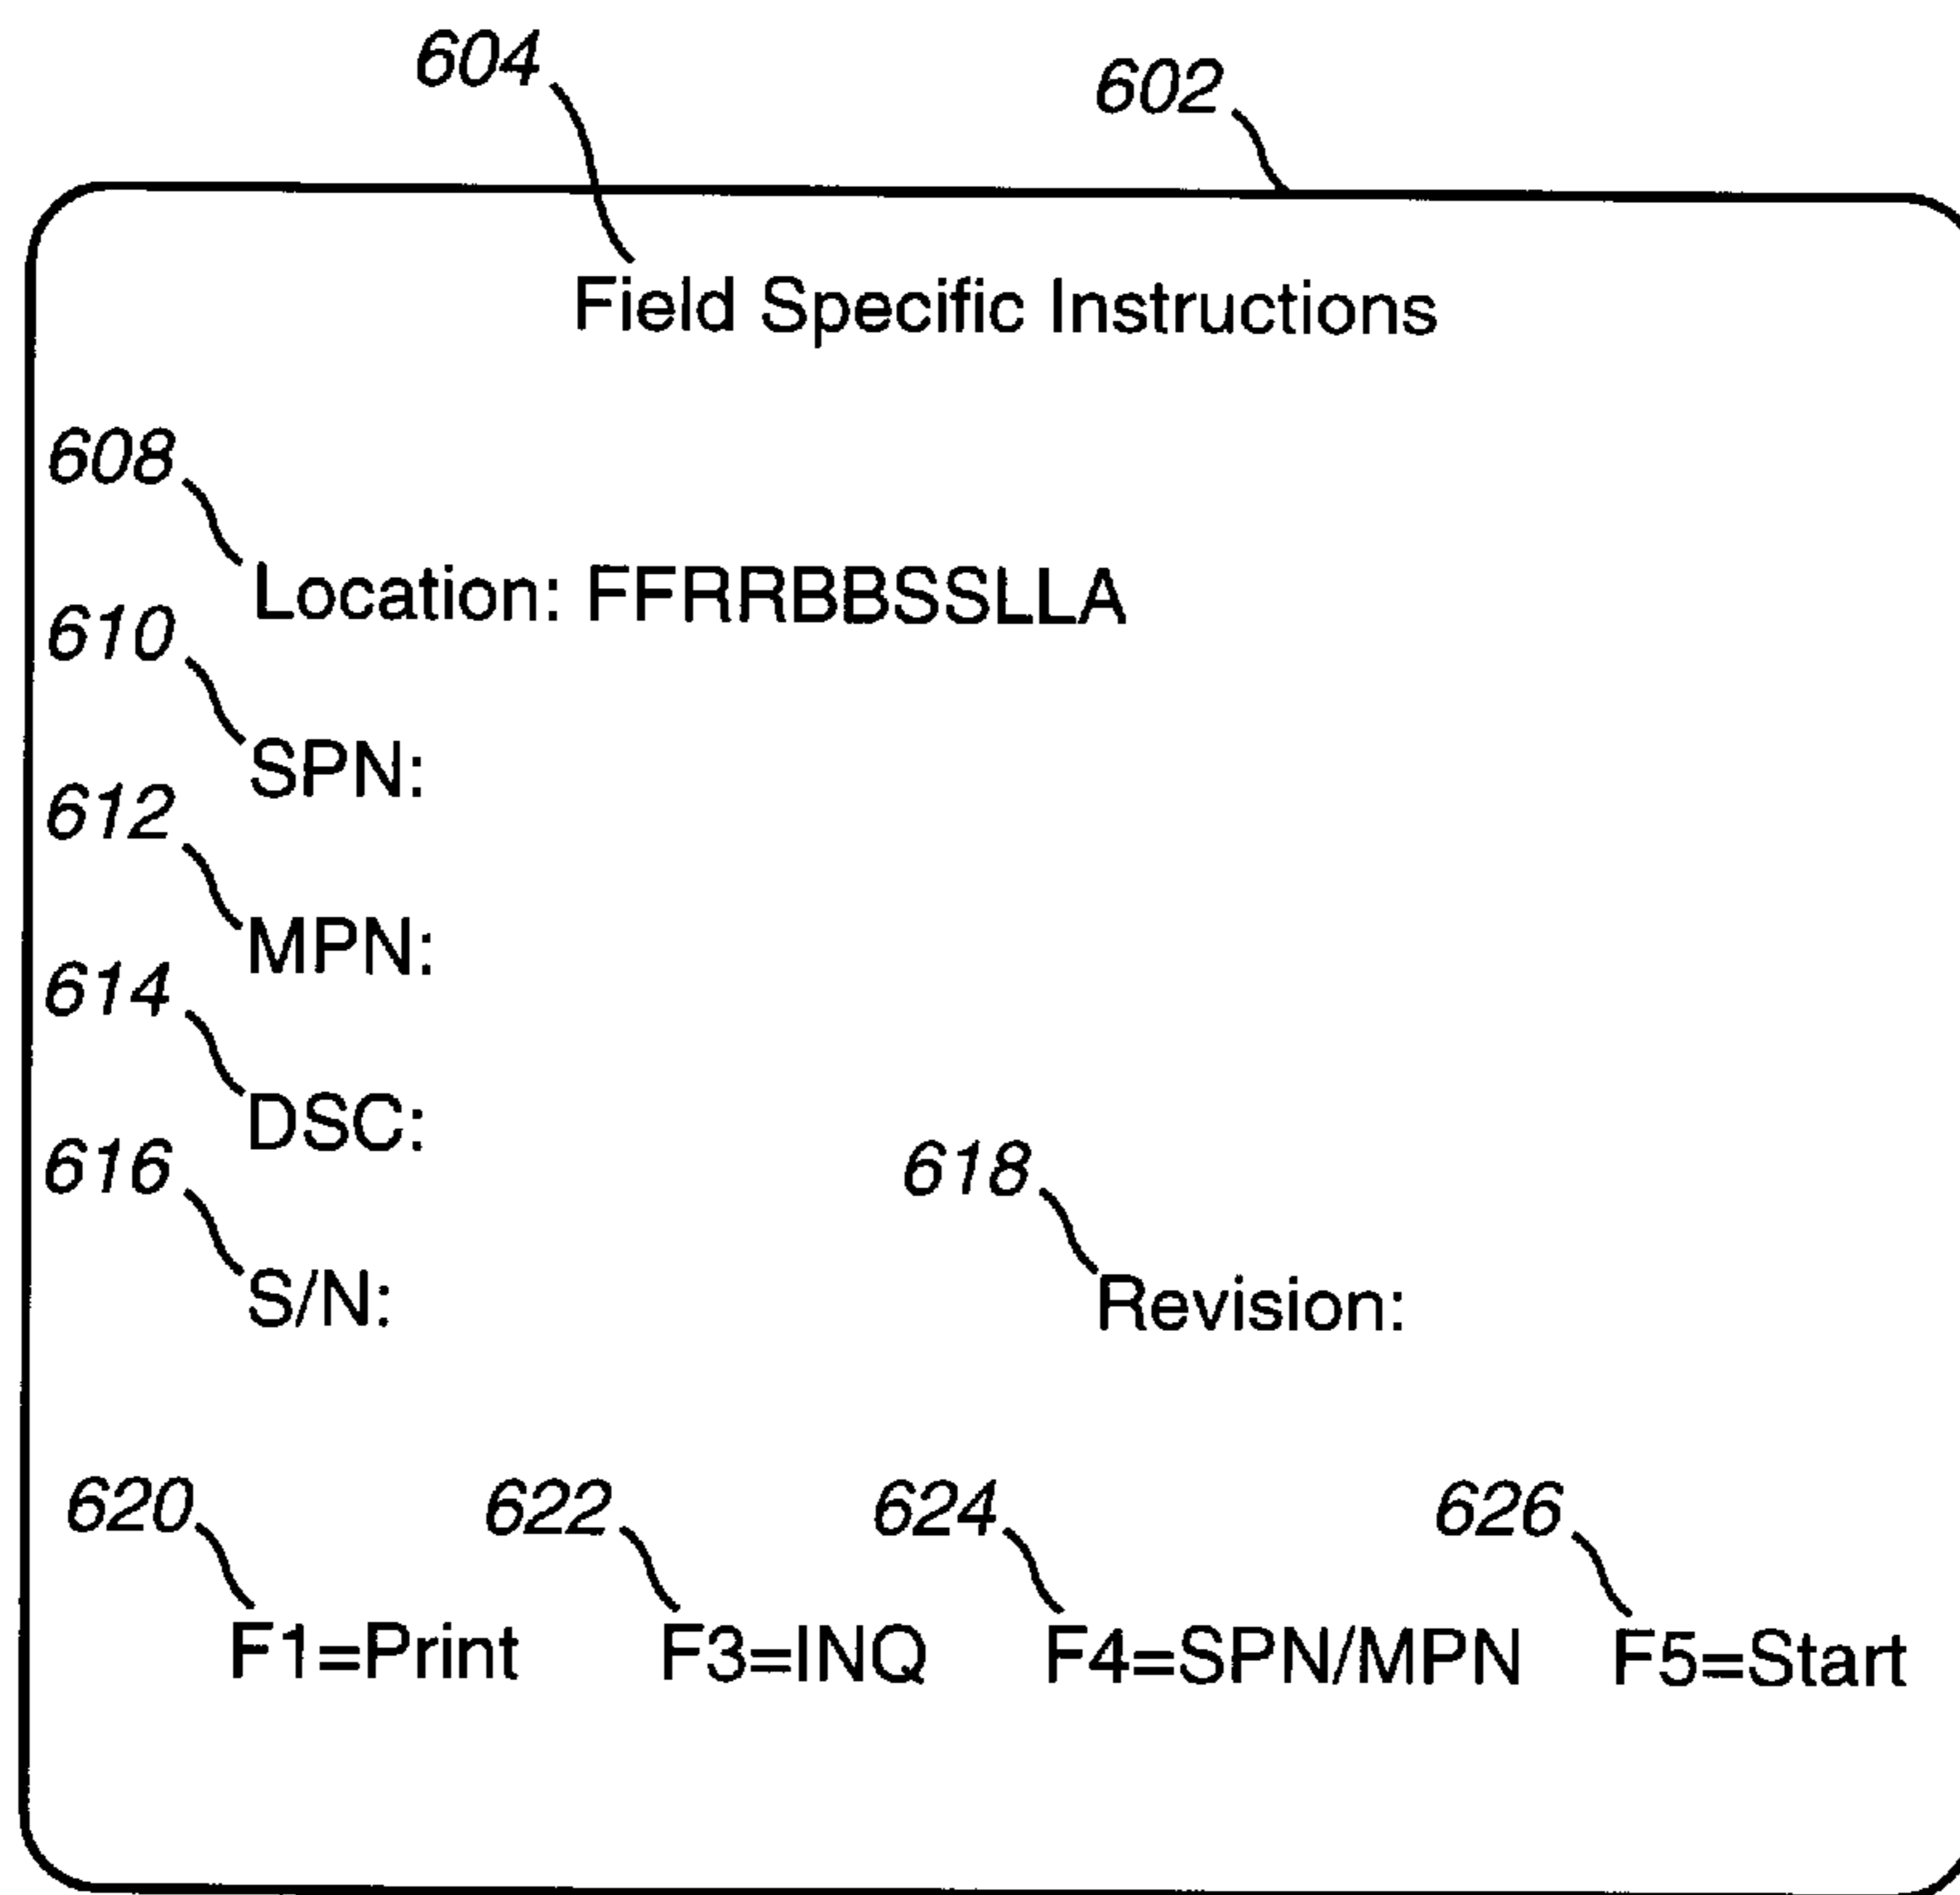 604 602
Field Specific Instructions
608
Location: FFRRBBSSLLA
610
SPN:
612
MPN:
614
DSC:
616 618
S/N: Revision:
620 622 624 626
F1=Print F3=INQ F4=SPN/MPN F5=Start